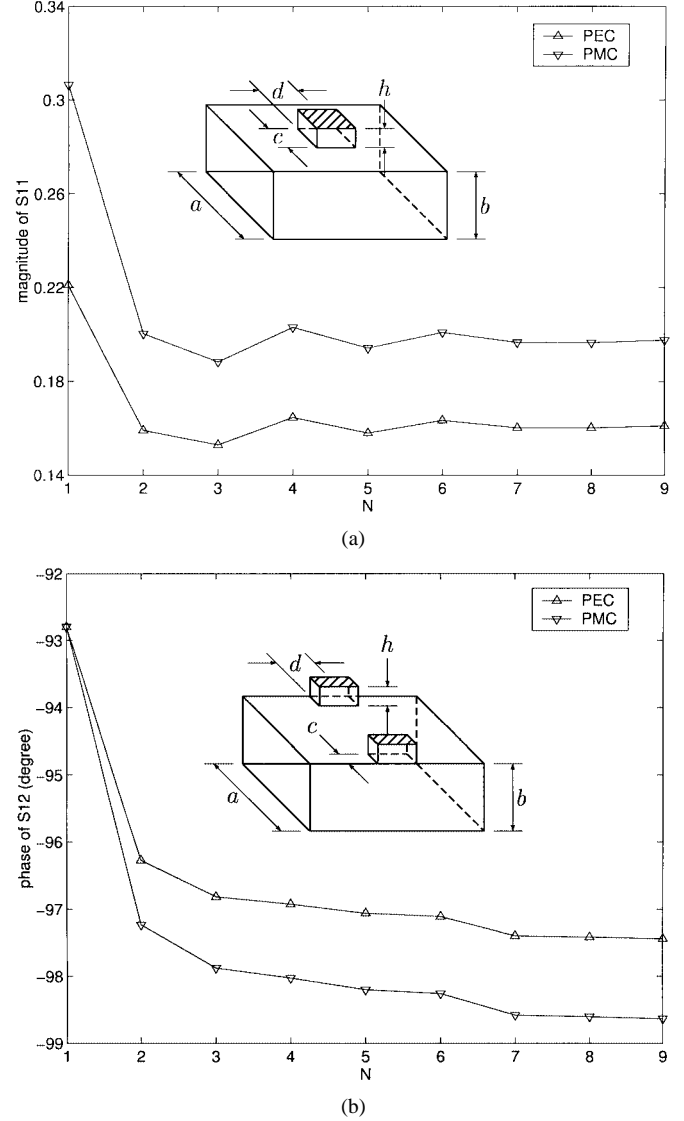 0.34
0.3
0.26
0.22
0.18
0.14
magnitude of S11
PEC
PMC
d
h
c
a
b
1 2 3 4 5 6 7 8 9
N
(a)
−92
−93
−94
−95
−96
−97
−98
−99
phase of S12 (degree)
PEC
PMC
d
h
c
a
b
1 2 3 4 5 6 7 8 9
N
(b)